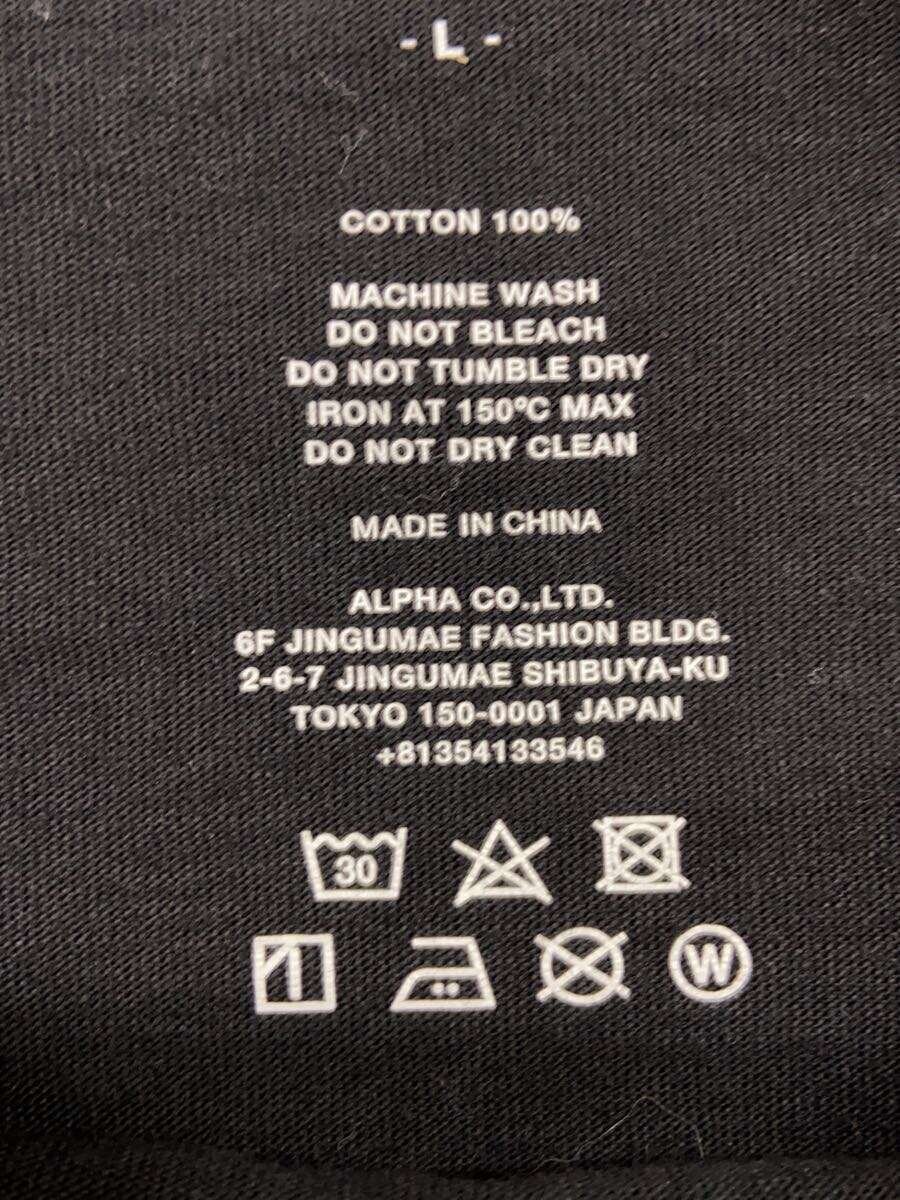 - L -
COTTON 100%
MACHINE WASH
DO NOT BLEACH
DO NOT TUMBLE DRY
IRON AT 150ºC MAX
DO NOT DRY CLEAN
MADE IN CHINA
ALPHA CO.,LTD.
6F JINGUMAE FASHION BLDG.
2-6-7 JINGUMAE SHIBUYA-KU
TOKYO 150-0001 JAPAN
+81354133546
30
W